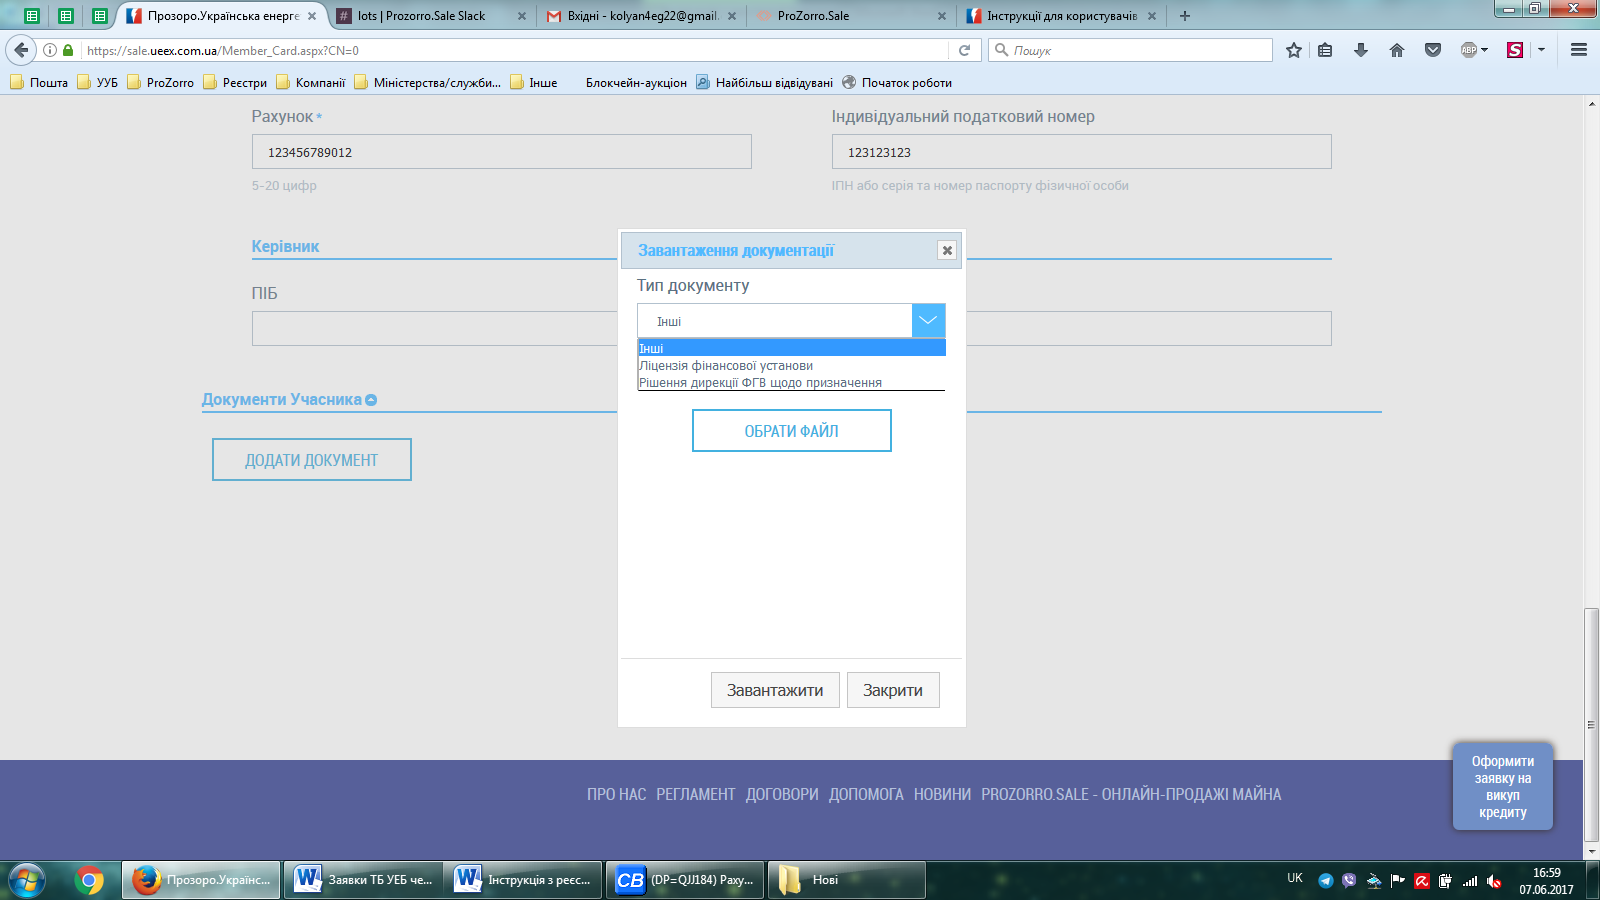 Прозоро.Українська енерге
lots | Prozorro.Sale Slack
Вхідні - kolyan4eg22@gmail.
ProZorro.Sale
Інструкції для користувачів
https://sale.ueex.com.ua/Member_Card.aspx?CN=0
Пошук
ABP
S
Пошта
УУБ
ProZorro
Реєстри
Компанії
Міністерства/служби...
Інше
Блокчейн-аукціон
Найбільш відвідувані
Початок роботи
Рахунок *
Індивідуальний податковий номер
123456789012
123123123
5-20 цифр
ІПН або серія та номер паспорту фізичної особи
Керівник
ПІБ
Документи Учасника
ДОДАТИ ДОКУМЕНТ
Завантаження документації
Тип документу
Інші
Інші
Ліцензія фінансової установи
Рішення дирекції ФГВ щодо призначення
ОБРАТИ ФАЙЛ
Завантажити
Закрити
Оформити
заявку на
викуп
кредиту
ПРО НАС
РЕГЛАМЕНТ
ДОГОВОРИ
ДОПОМОГА
НОВИНИ
PROZORRO.SALE - ОНЛАЙН-ПРОДАЖІ МАЙНА
Прозоро.Українс...
Заявки ТБ УЕБ че...
Інструкція з реєс...
CB
(DP=QJJ184) Раху...
Нові
UK
16:59
07.06.2017